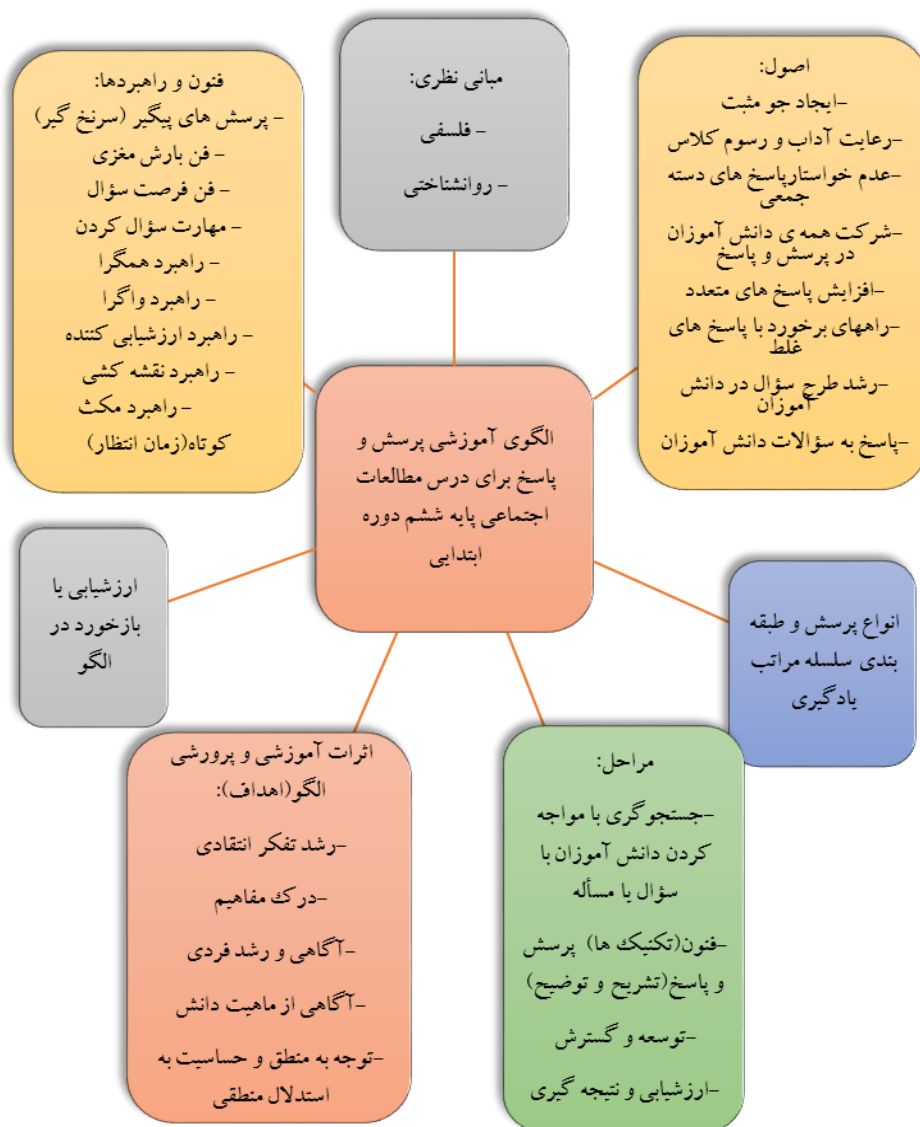 مبانی نظری:
- فلسفی
- روانشناختی
اصول:
-ایجاد جو مثبت
-رعایت آداب و رسوم کلاس
-عدم خواستارپاسخ های دسته
جمعی
-شرکت همه ی دانش آموزان
در پرسش و پاسخ
-افزایش پاسخ های متعدد
-راههای برخورد با پاسخ های
غلط
-رشد طرح سؤال در دانش
آموزان
-پاسخ به سؤالات دانش آموزان
فنون و راهبردها:
- پرسش های پیگیر (سرنخ گیر)
- فن بارش مغزی
- فن فرصت سؤال
- مهارت سؤال کردن
- راهبرد همگرا
- راهبرد واگرا
- راهبرد ارزشیابی کننده
- راهبرد نقشه کشی
- راهبرد مکث
کوتاه(زمان انتظار)
الگوی آموزشی پرسش و
پاسخ برای درس مطالعات
اجتماعی پایه ششم دوره
ابتدایی
انواع پرسش و طبقه
بندی سلسله مراتب
یادگیری
ارزشیابی یا
بازخورد در
الگو
مراحل:
-جستجوگری با مواجه
کردن دانش آموزان با
سؤال یا مسأله
-فنون(تکنیک ها) پرسش
و پاسخ(تشریح و توضیح)
-توسعه و گسترش
-ارزشیابی و نتیجه گیری
اثرات آموزشی و پرورشی
الگو(اهداف):
-رشد تفکر انتقادی
-درک مفاهیم
-آگاهی و رشد فردی
-آگاهی از ماهیت دانش
-توجه به منطق و حساسیت به
استدلال منطقی